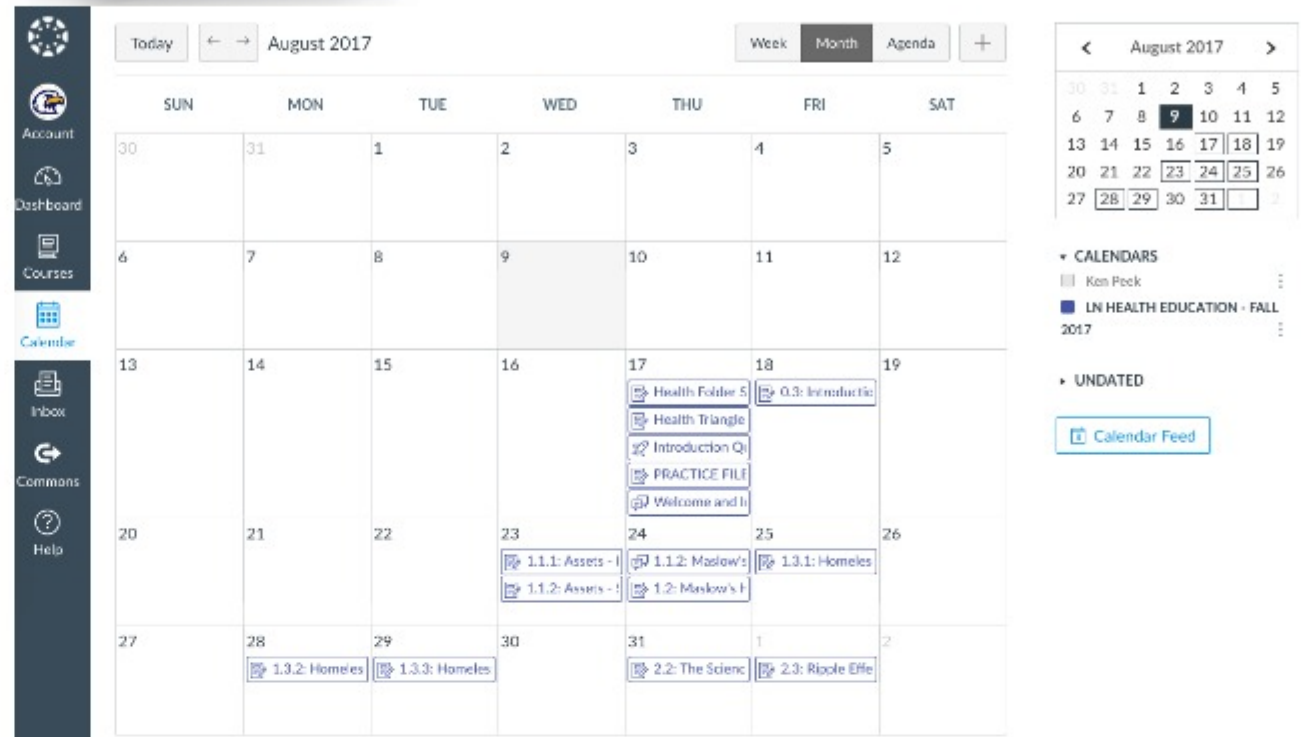 Today ← → August 2017 Week Month Agenda +
SUN MON TUE WED THU FRI SAT
30 31 1 2 3 4 5
6 7 8 9 10 11 12
13 14 15 16 17 18 19
Health Folder S 0.3: Introductic
Health Triangle
Introduction Qu
PRACTICE FILE
Welcome and I
20 21 22 23 24 25 26
1.1.1: Assets - I 1.1.2: Maslow's 1.3.1: Homeles
1.1.2: Assets - S 1.2: Maslow's H
27 28 29 30 31 1 2
1.3.2: Homeles 1.3.3: Homeles 2.2: The Scienc 2.3: Ripple Effe
Account
Dashboard
Courses
Calendar
Inbox
Commons
Help
August 2017
30 31 1 2 3 4 5
6 7 8 9 10 11 12
13 14 15 16 17 18 19
20 21 22 23 24 25 26
27 28 29 30 31 1 2
CALENDARS
Ken Peek
LN HEALTH EDUCATION - FALL
2017
UNDATED
Calendar Feed